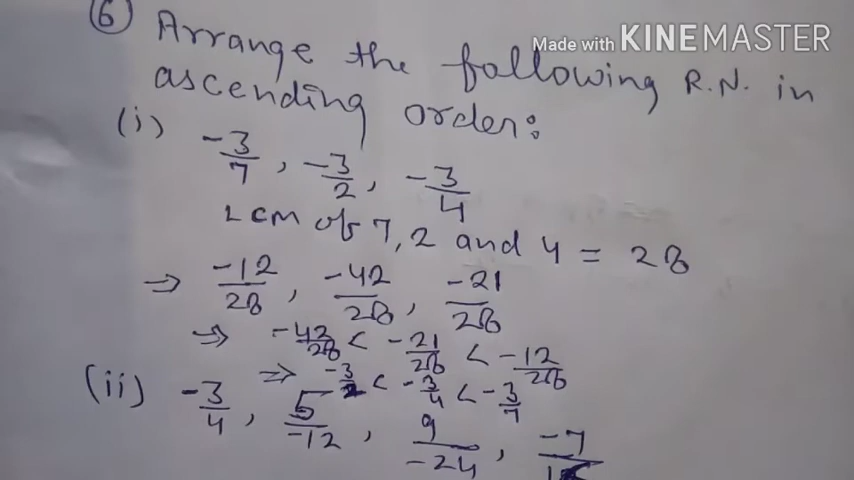 Made with KINEMASTER
(6) Arrange the following R.N. in
ascending order:
(i) -3/7, -3/2, -3/4
LCM of 7, 2 and 4 = 28
⇒ -12/28, -42/28, -21/28
⇒ -42/28 < -21/28 < -12/28
⇒ -3/2 < -3/4 < -3/7
(ii) -3/4, 5/-12, 9/-24, -7/